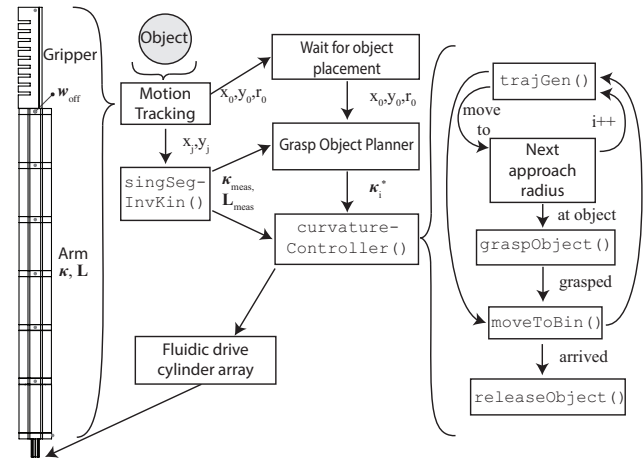 Gripper
w_off
Arm
κ, L
Object
Motion
Tracking
x_0,y_0,r_0
x_j,y_j
singSeg-
InvKin()
κ_meas,
L_meas
Wait for object
placement
x_0,y_0,r_0
Grasp Object Planner
κ_i^*
curvature-
Controller()
Fluidic drive
cylinder array
trajGen()
move
to
i++
Next
approach
radius
at object
graspObject()
grasped
moveToBin()
arrived
releaseObject()